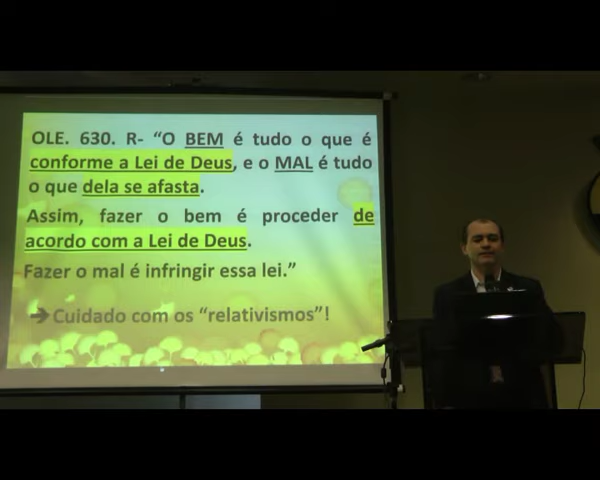 OLE. 630. R- “O BEM é tudo o que é
conforme a Lei de Deus, e o MAL é tudo
o que dela se afasta.
Assim, fazer o bem é proceder de
acordo com a Lei de Deus.
Fazer o mal é infringir essa lei.”
➔ Cuidado com os “relativismos”!